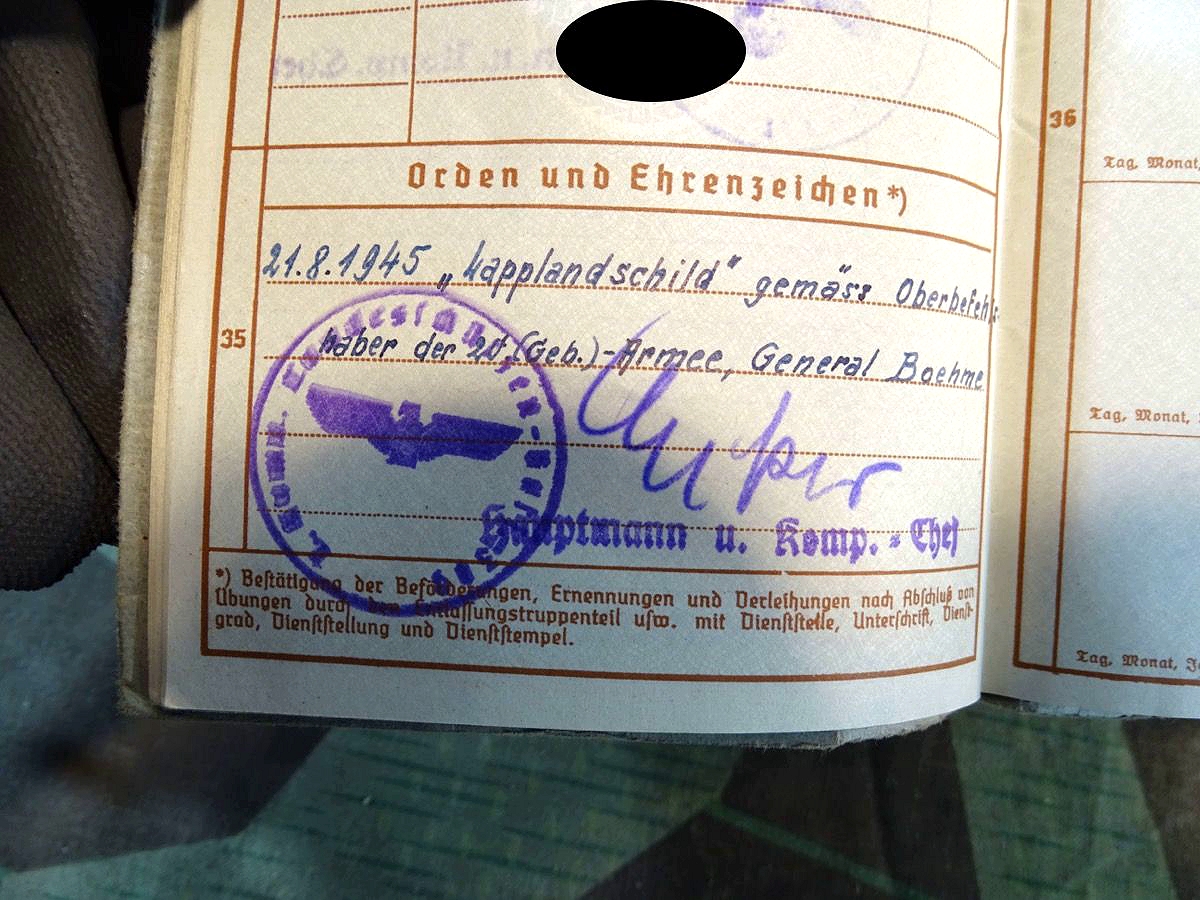 36
Tag, Monat,
Orden und Ehrenzeichen*)
21.8.1945 „Lapplandschild" gemäss Oberbefehls-
haber der 20 (Geb.)-Armee, General Boehme
35
Tag, Monat,
Hauptmann u. Komp.-Chef
*) Bestätigung der Beförderungen, Ernennungen und Verleihungen nach Abschluß von
Übungen durch den Entlassungstruppenteil usw. mit Dienststelle, Unterschrift, Dienst-
grad, Dienststellung und Dienststempel.
Tag, Monat, Ja